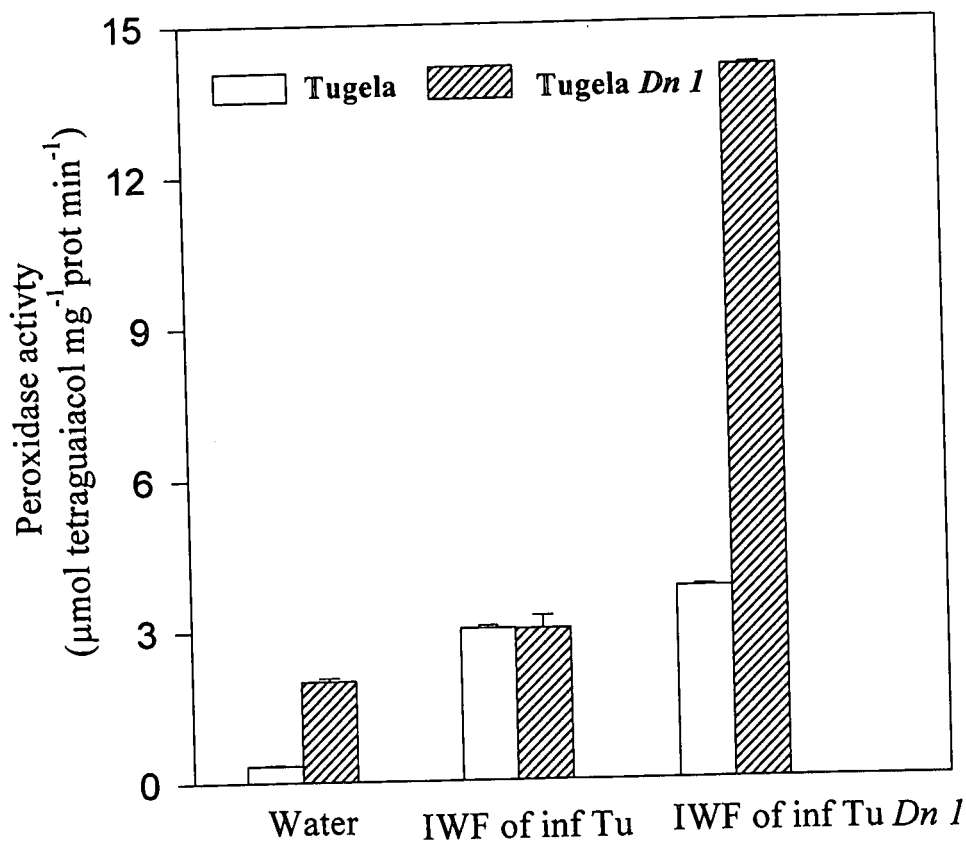 15
12
9
6
3
0
Peroxidase activty
(μmol tetraguaiacol mg⁻¹prot min⁻¹)
Tugela
Tugela Dn 1
Water
IWF of inf Tu
IWF of inf Tu Dn 1